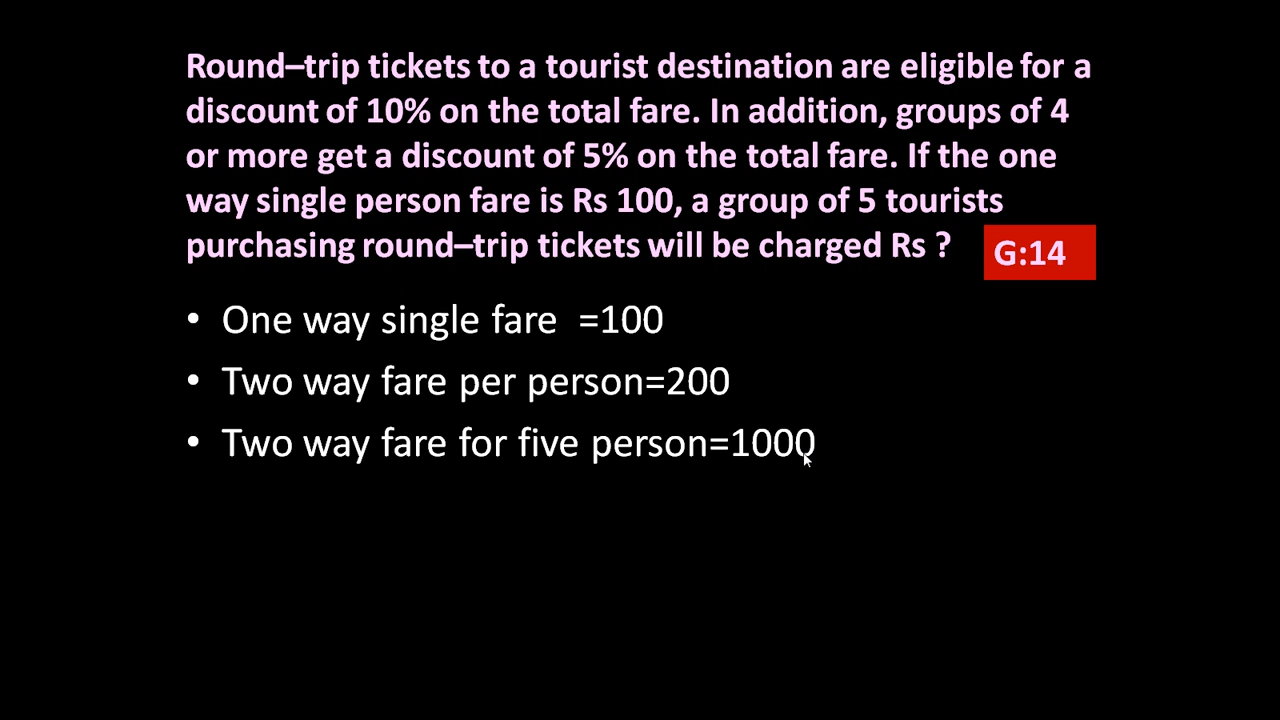 Round–trip tickets to a tourist destination are eligible for a
discount of 10% on the total fare. In addition, groups of 4
or more get a discount of 5% on the total fare. If the one
way single person fare is Rs 100, a group of 5 tourists
purchasing round–trip tickets will be charged Rs ?
G:14
• One way single fare  =100
• Two way fare per person=200
• Two way fare for five person=1000